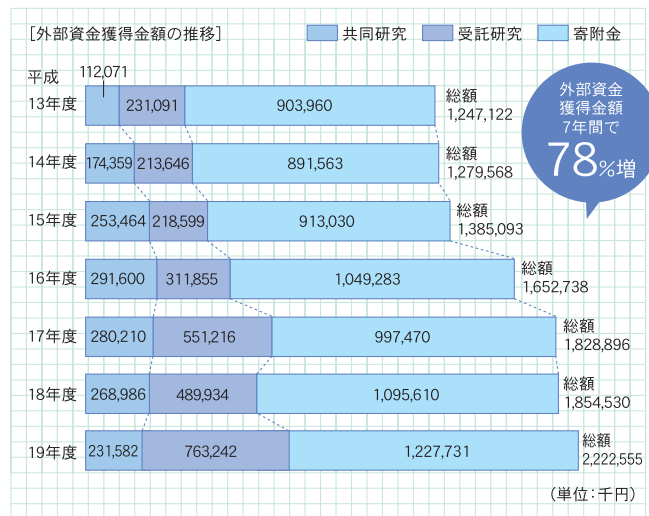 [外部資金獲得金額の推移] 共同研究 受託研究 寄附金
平成
112,071
13年度 231,091 903,960 総額 1,247,122
14年度 174,359 213,646 891,563 総額 1,279,568
15年度 253,464 218,599 913,030 総額 1,385,093
16年度 291,600 311,855 1,049,283 総額 1,652,738
17年度 280,210 551,216 997,470 総額 1,828,896
18年度 268,986 489,934 1,095,610 総額 1,854,530
19年度 231,582 763,242 1,227,731 総額 2,222,555
外部資金
獲得金額
7年間で
78%増
(単位:千円)